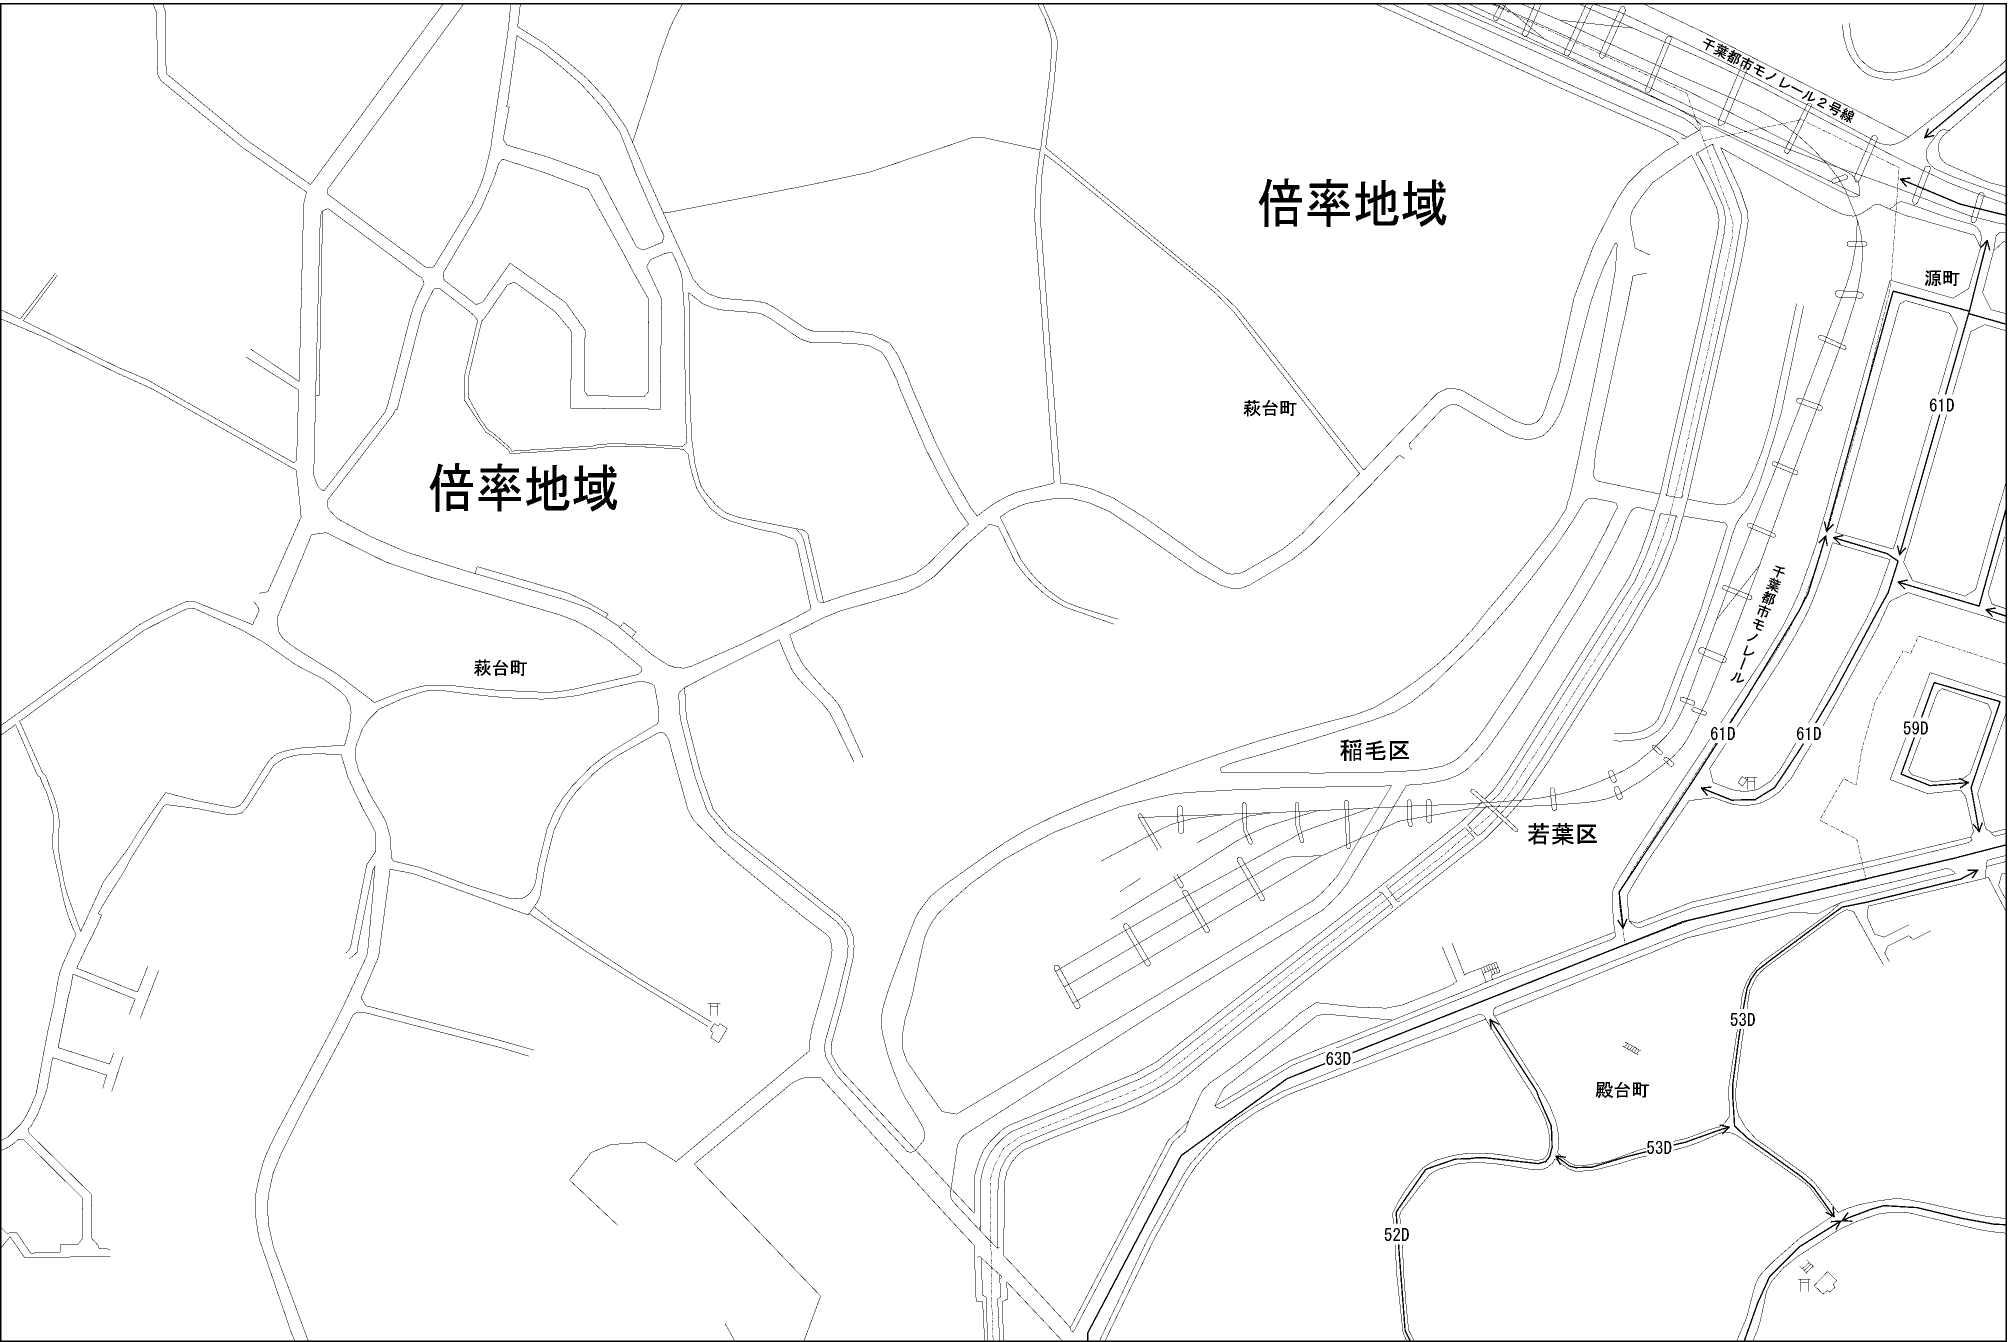 千葉都市モノレール2号線
倍率地域
源町
萩台町
61D
倍率地域
千葉都市モノレール
萩台町
61D
61D
59D
稲毛区
若葉区
53D
63D
殿台町
53D
52D